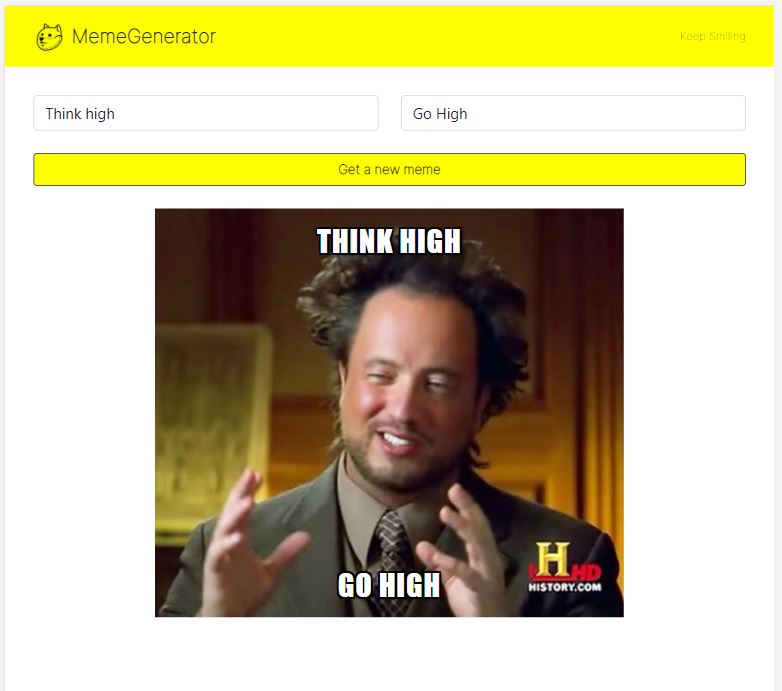 MemeGenerator
Keep Smiling
Think high
Go High
Get a new meme
THINK HIGH
GO HIGH
H HD
HISTORY.COM